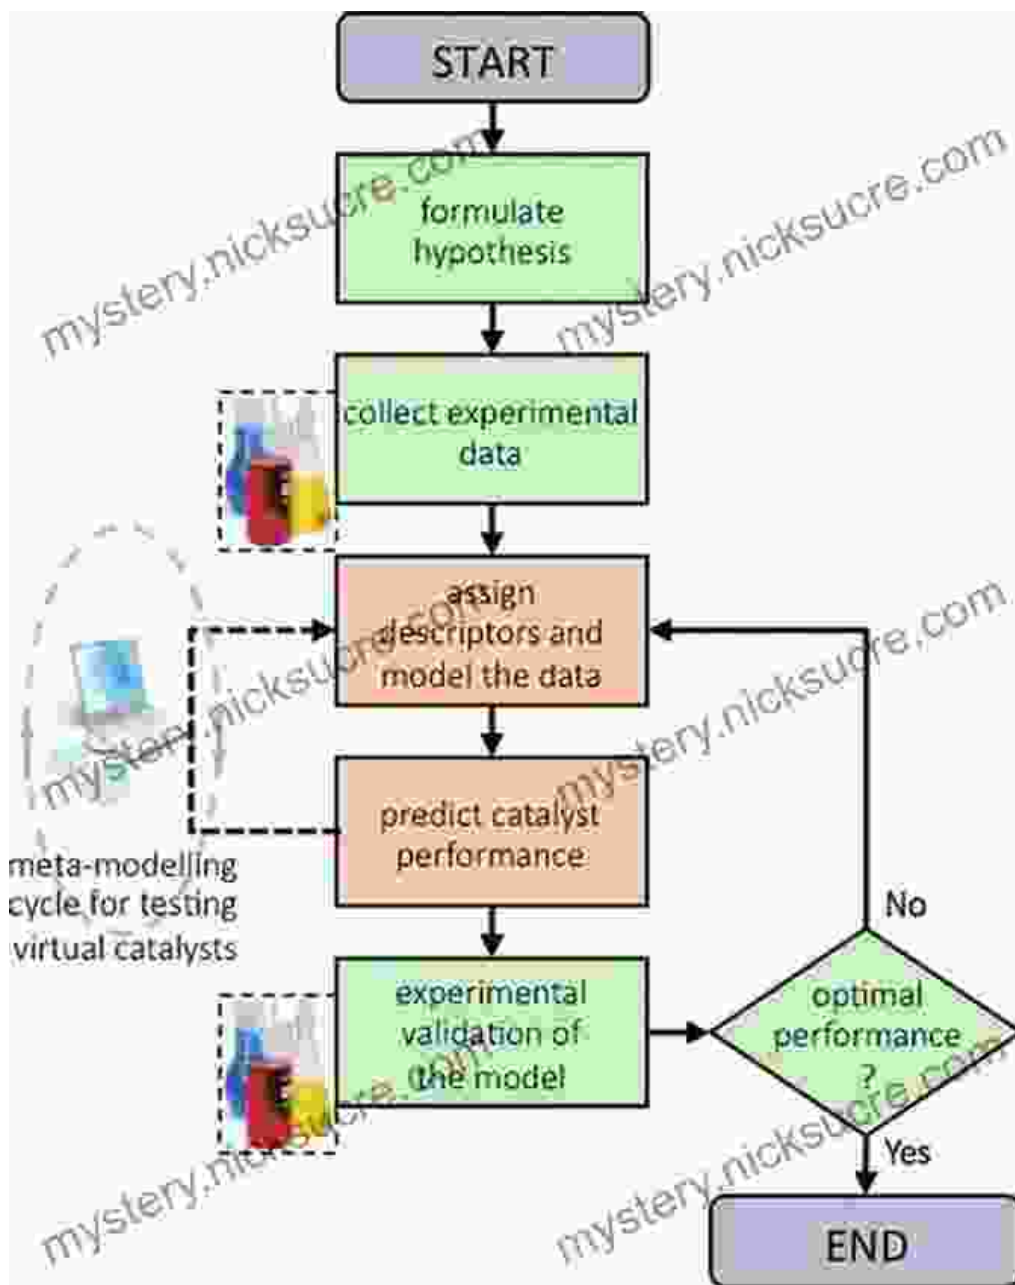 START
formulate
hypothesis
collect experimental
data
assign
descriptors and
model the data
predict catalyst
performance
meta-modelling
cycle for testing
virtual catalysts
experimental
validation of
the model
No
optimal
performance
?
Yes
END
mystery.nicksucre.com
mystery.nicksucre.com
mystery.nicksucre.com
mystery.nicksucre.com
mystery.nicksucre.com
mystery.nicksucre.com